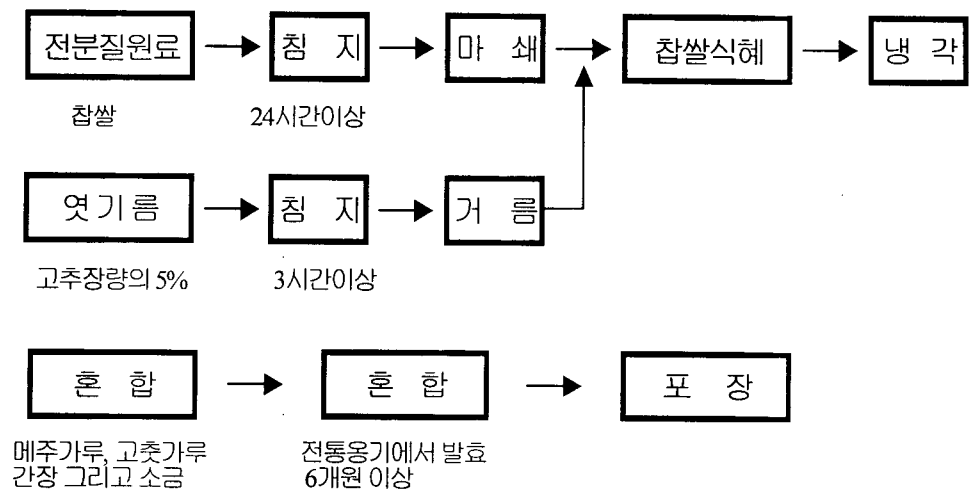 전분질원료
침 지
마 쇄
찹쌀식혜
냉 각
찹쌀
24시간이상
엿기름
침 지
거 름
고추장량의 5%
3시간이상
혼 합
혼 합
포 장
메주가루, 고춧가루
간장 그리고 소금
전통옹기에서 발효
6개원 이상